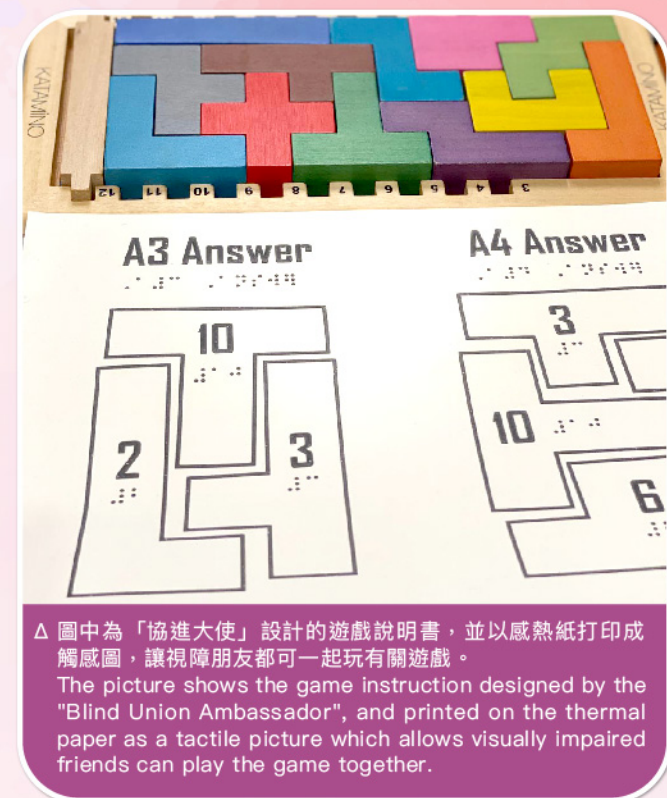 KATAMINO
KATAMINO
12 11 10 9 8 7 6 5 4 3
A3 Answer
10
2
3
A4 Answer
3
10
6
Δ 圖中為「協進大使」設計的遊戲說明書，並以感熱紙打印成
觸感圖，讓視障朋友都可一起玩有關遊戲。
The picture shows the game instruction designed by the
"Blind Union Ambassador", and printed on the thermal
paper as a tactile picture which allows visually impaired
friends can play the game together.